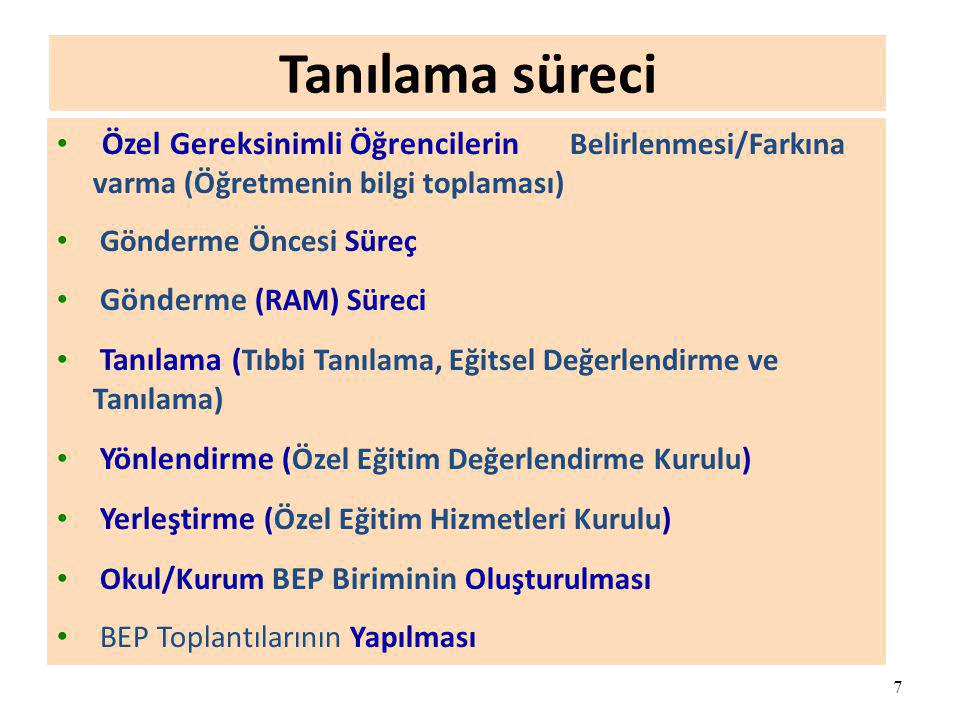 Tanılama süreci
• Özel Gereksinimli Öğrencilerin Belirlenmesi/Farkına
varma (Öğretmenin bilgi toplaması)
• Gönderme Öncesi Süreç
• Gönderme (RAM) Süreci
• Tanılama (Tıbbi Tanılama, Eğitsel Değerlendirme ve
Tanılama)
• Yönlendirme (Özel Eğitim Değerlendirme Kurulu)
• Yerleştirme (Özel Eğitim Hizmetleri Kurulu)
• Okul/Kurum BEP Biriminin Oluşturulması
• BEP Toplantılarının Yapılması
7